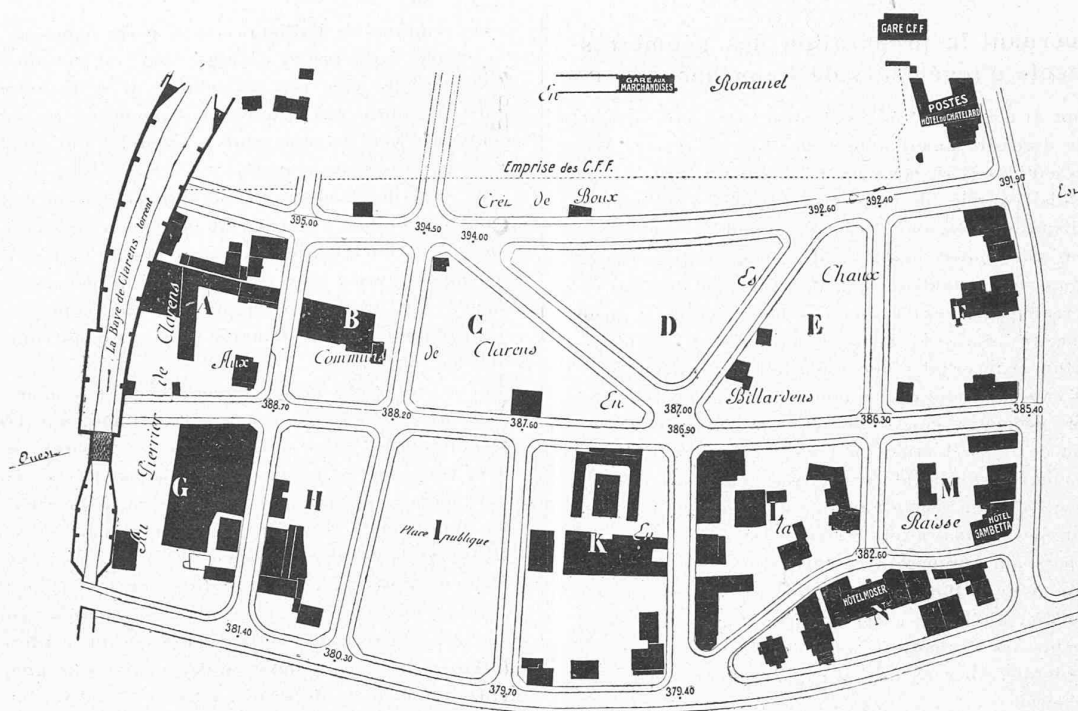 GARE C.F.F
En
GARE AUX
MARCHANDISES
Romanel
POSTES
HÔTEL DU CHATELARD
Emprise des C.F.F.
Crêt de Boux
395.00
394.50
394.00
392.60
392.40
391.90
La Baye de Clarens torrent
Es
Chaux
A
B
C
D
E
F
Aux Communs de Clarens
En Billardens
388.70
388.20
387.60
387.00
386.90
386.30
385.40
Ouest
Au Pierrier de Clarens
G
H
Place I publique
K
En la Raisse
L
M
HÔTEL
GAMBETTA
382.60
HÔTEL MOSER
N
381.40
380.30
379.70
379.40